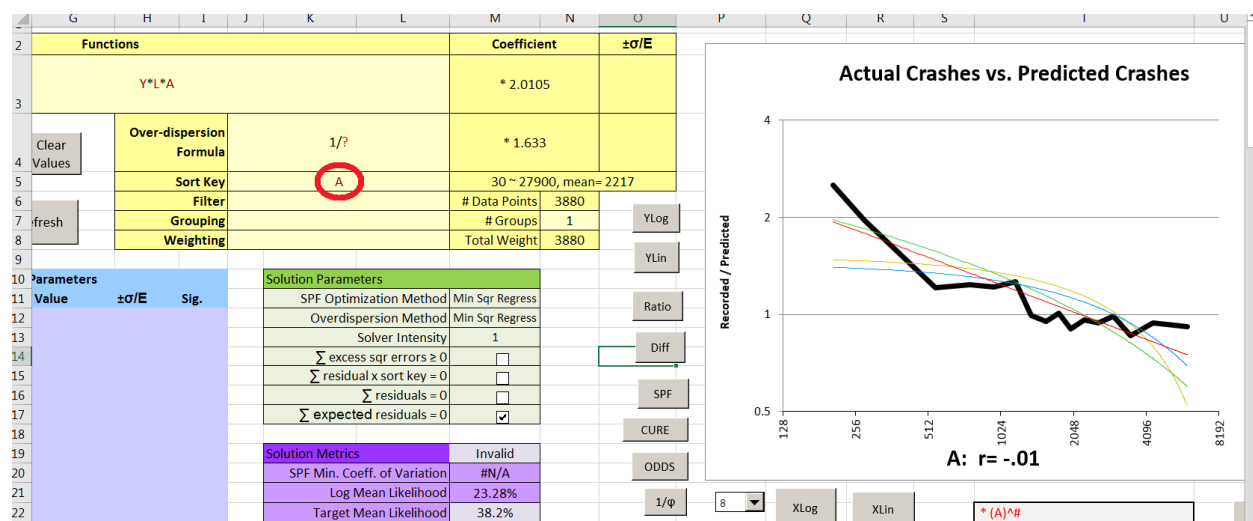 G H I J K L M N O P Q R S T U
2 Functions Coefficient ±σ/E
3 Y*L*A * 2.0105
4 Clear Values Over-dispersion Formula 1/? * 1.633
5 Sort Key A 30 ~ 27900, mean= 2217
6 Filter # Data Points 3880
7 efresh Grouping # Groups 1
8 Weighting Total Weight 3880
9
10 Parameters Solution Parameters
11 Value ±σ/E Sig. SPF Optimization Method Min Sqr Regress
12 Overdispersion Method Min Sqr Regress
13 Solver Intensity 1
14 ∑ excess sqr errors ≥ 0
15 ∑ residual x sort key = 0
16 ∑ residuals = 0
17 ∑ expected residuals = 0
18
19 Solution Metrics Invalid
20 SPF Min. Coeff. of Variation #N/A
21 Log Mean Likelihood 23.28%
22 Target Mean Likelihood 38.2%
YLog
YLin
Ratio
Diff
SPF
CURE
ODDS
1/φ
8
XLog
XLin
* (A)^#
Actual Crashes vs. Predicted Crashes
Recorded / Predicted
4
2
1
0.5
128 256 512 1024 2048 4096 8192
A: r= -.01